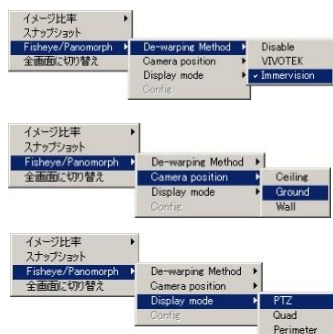 イメージ比率
スナップショット
Fisheye/Panomorph
全画面に切り替え
De-warping Method
Camera position
Display mode
Config
Disable
VIVOTEK
Immervision
イメージ比率
スナップショット
Fisheye/Panomorph
全画面に切り替え
De-warping Method
Camera position
Display mode
Config
Ceiling
Ground
Wall
イメージ比率
スナップショット
Fisheye/Panomorph
全画面に切り替え
De-warping Method
Camera position
Display mode
Config
PTZ
Quad
Perimeter